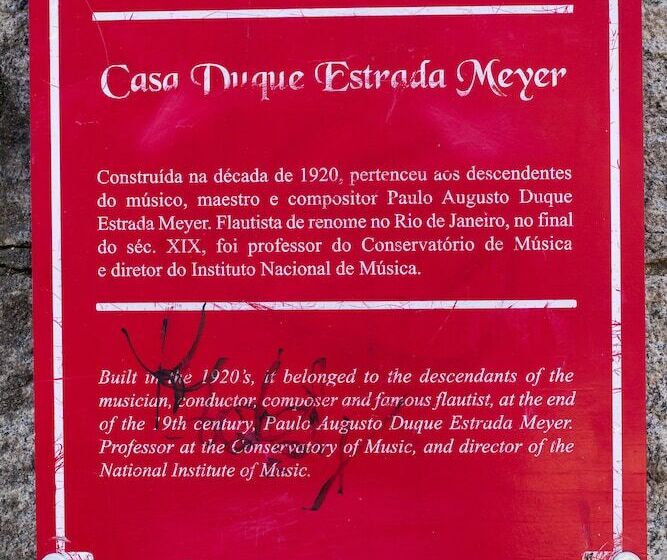 Casa Duque Estrada Meyer
Construída na década de 1920, pertenceu aos descendentes
do músico, maestro e compositor Paulo Augusto Duque
Estrada Meyer. Flautista de renome no Rio de Janeiro, no final
do séc. XIX, foi professor do Conservatório de Música
e diretor do Instituto Nacional de Música.
Built in the 1920's, it belonged to the descendants of the
musician, conductor, composer and famous flautist, at the end
of the 19th century, Paulo Augusto Duque Estrada Meyer.
Professor at the Conservatory of Music, and director of the
National Institute of Music.